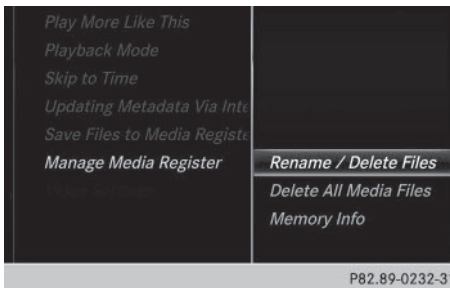 Play More Like This
Playback Mode
Skip to Time
Updating Metadata Via Inte
Save Files to Media Registe
Manage Media Register
Rename / Delete Files
Delete All Media Files
Memory Info
P82.89-0232-31